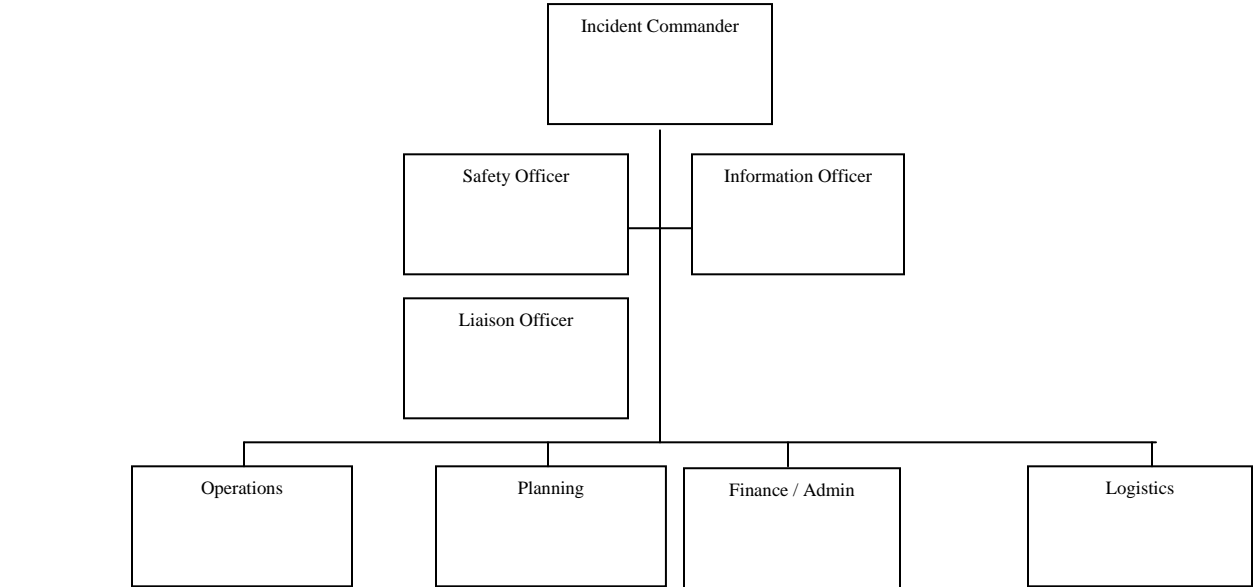 Incident Commander
Safety Officer
Information Officer
Liaison Officer
Operations
Planning
Finance / Admin
Logistics